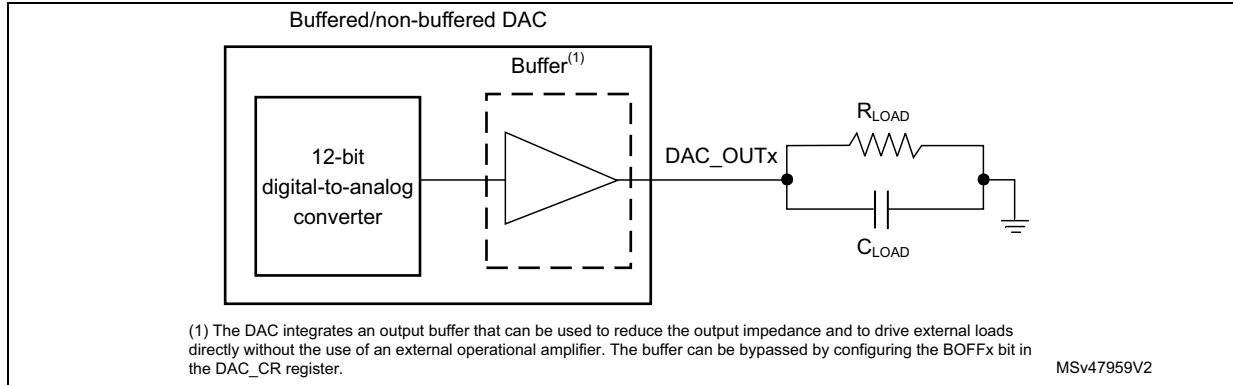 Buffered/non-buffered DAC
Buffer(1)
12-bit
digital-to-analog
converter
DAC_OUTx
RLOAD
CLOAD
(1) The DAC integrates an output buffer that can be used to reduce the output impedance and to drive external loads
directly without the use of an external operational amplifier. The buffer can be bypassed by configuring the BOFFx bit in
the DAC_CR register.
MSv47959V2